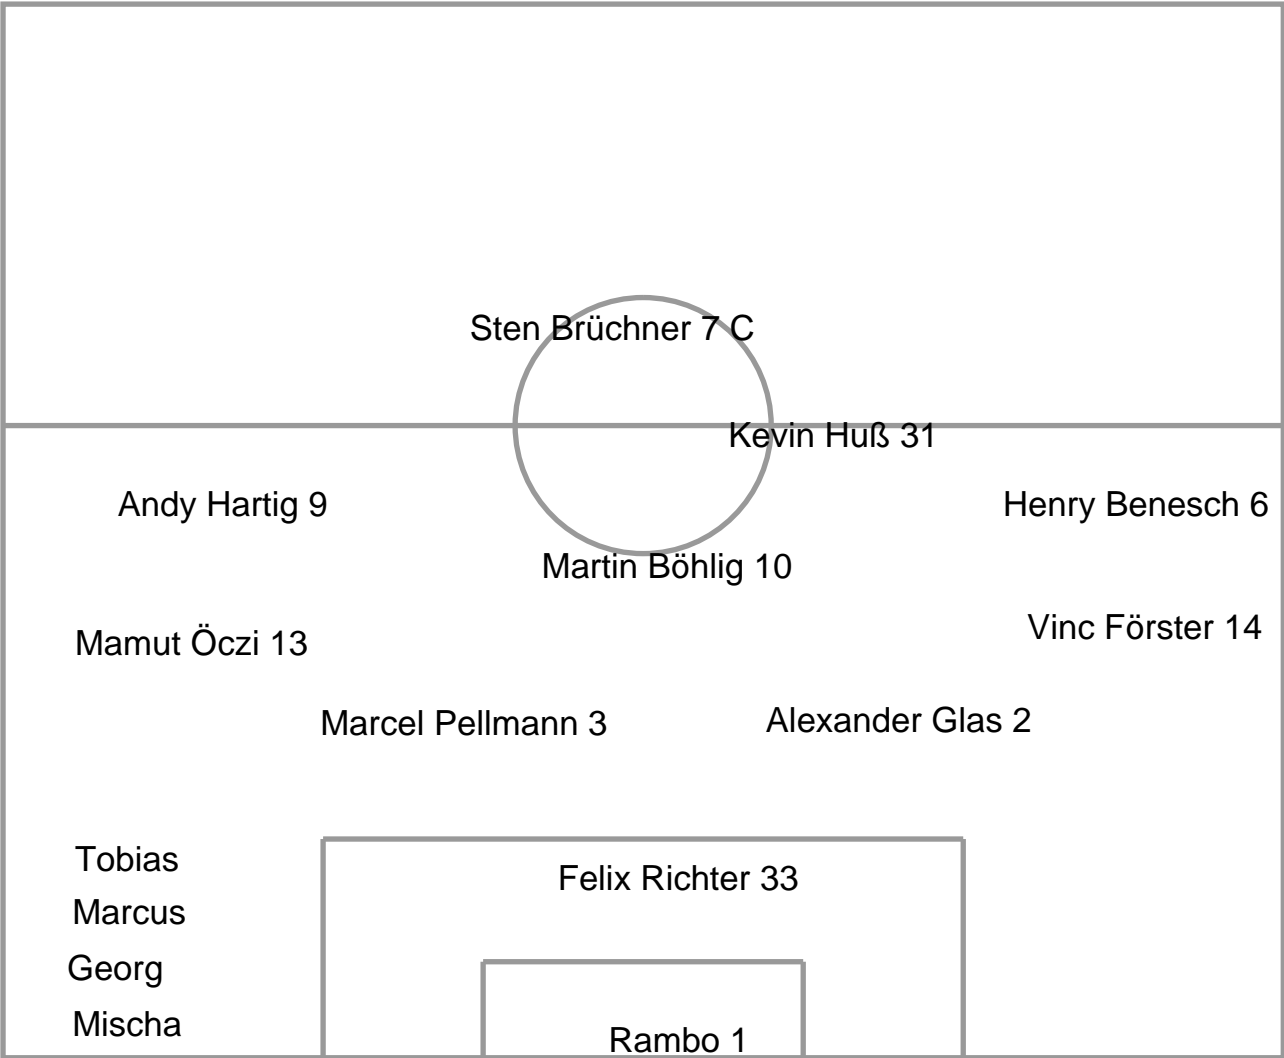 Sten Brüchner 7 C
Kevin Huß 31
Andy Hartig 9
Henry Benesch 6
Martin Böhlig 10
Vinc Förster 14
Mamut Öczi 13
Marcel Pellmann 3
Alexander Glas 2
Tobias
Felix Richter 33
Marcus
Georg
Mischa
Rambo 1